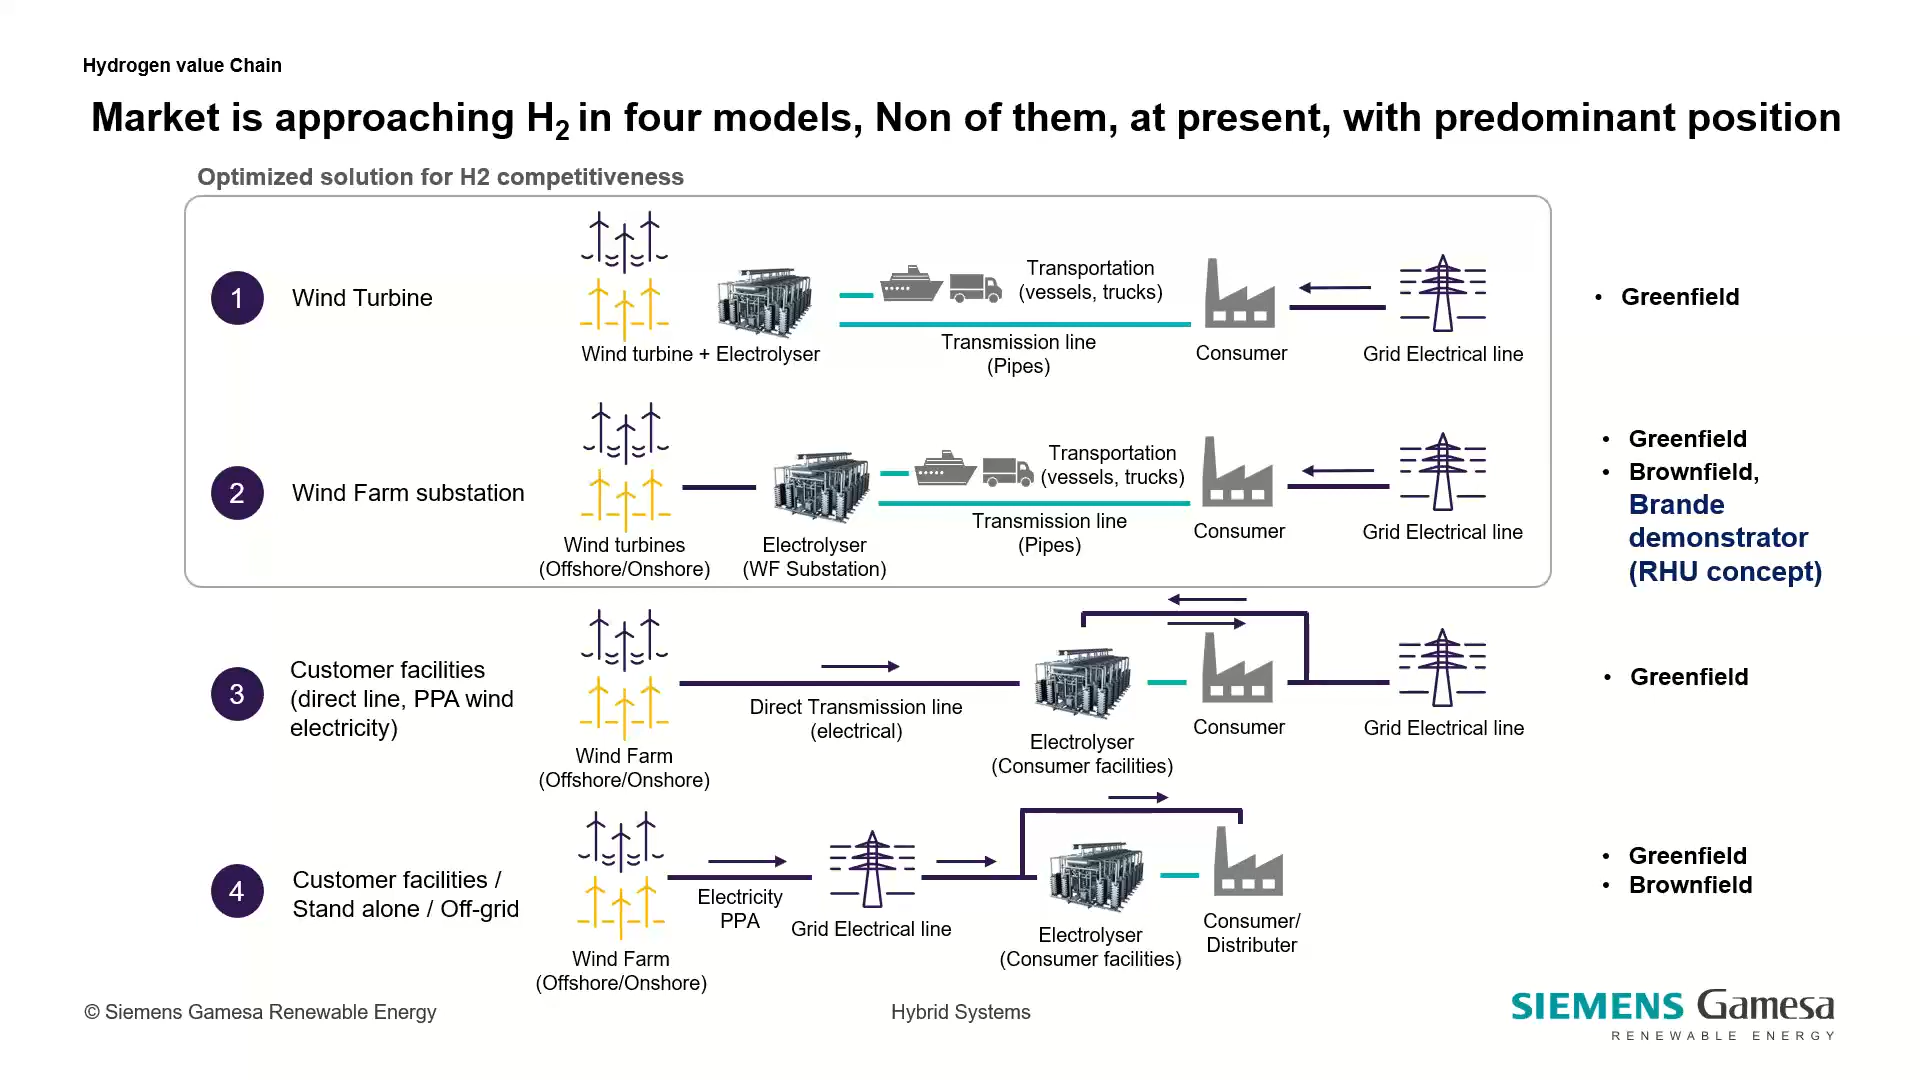 Hydrogen value Chain
Market is approaching H2 in four models, Non of them, at present, with predominant position
Optimized solution for H2 competitiveness
1
Wind Turbine
Wind turbine + Electrolyser
Transportation
(vessels, trucks)
Transmission line
(Pipes)
Consumer
Grid Electrical line
• Greenfield
2
Wind Farm substation
Wind turbines
(Offshore/Onshore)
Electrolyser
(WF Substation)
Transportation
(vessels, trucks)
Transmission line
(Pipes)
Consumer
Grid Electrical line
• Greenfield
• Brownfield,
Brande
demonstrator
(RHU concept)
3
Customer facilities
(direct line, PPA wind
electricity)
Wind Farm
(Offshore/Onshore)
Direct Transmission line
(electrical)
Electrolyser
(Consumer facilities)
Consumer
Grid Electrical line
• Greenfield
4
Customer facilities /
Stand alone / Off-grid
Wind Farm
(Offshore/Onshore)
Electricity
PPA
Grid Electrical line
Electrolyser
(Consumer facilities)
Consumer/
Distributer
• Greenfield
• Brownfield
© Siemens Gamesa Renewable Energy
Hybrid Systems
SIEMENS Gamesa
RENEWABLE ENERGY